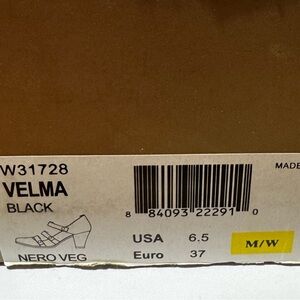 W31728
VELMA
BLACK
NERO VEG
8 84093 22291 0
USA 6.5
Euro 37
M/W
MADE